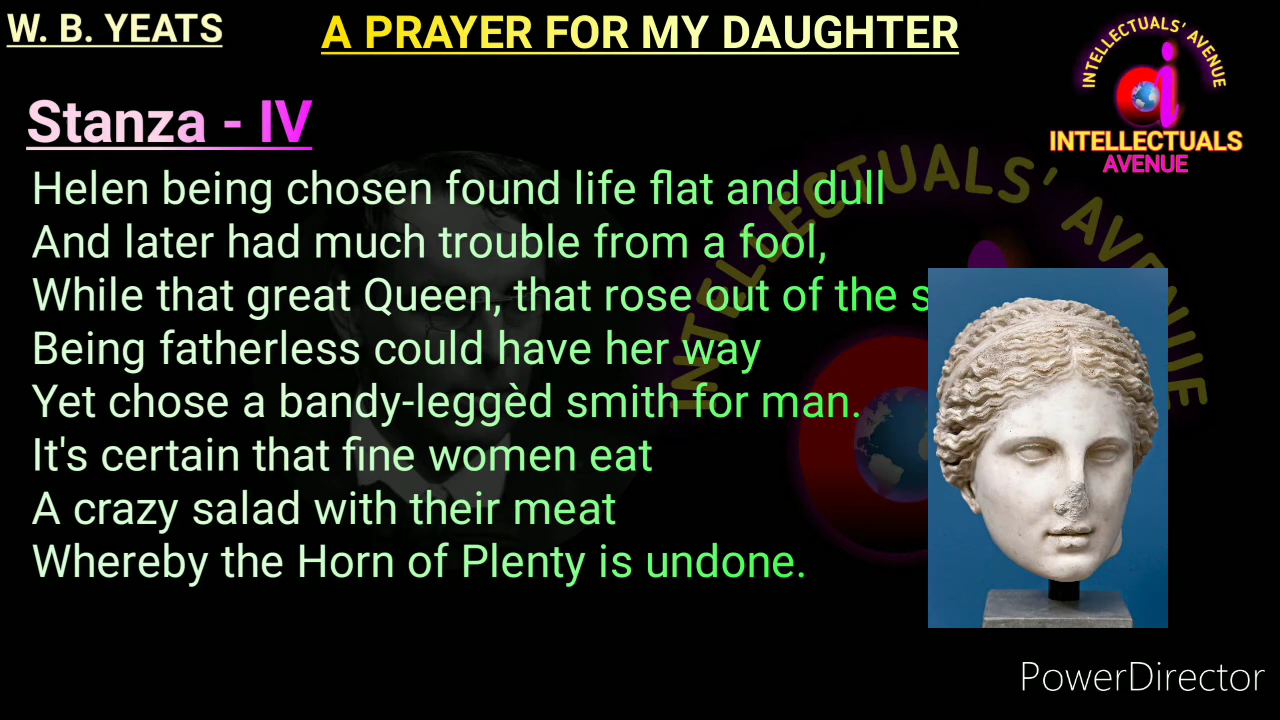 W. B. YEATS
A PRAYER FOR MY DAUGHTER
INTELLECTUALS' AVENUE
INTELLECTUALS
AVENUE
Stanza - IV
Helen being chosen found life flat and dull
And later had much trouble from a fool,
While that great Queen, that rose out of the
Being fatherless could have her way
Yet chose a bandy-leggèd smith for man.
It's certain that fine women eat
A crazy salad with their meat
Whereby the Horn of Plenty is undone.
INTELLECTUALS' AVENUE
PowerDirector